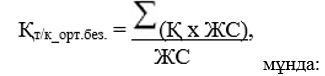 Қт/к_орт.без. = ∑(Қ х ЖС),
ЖС мұнда: